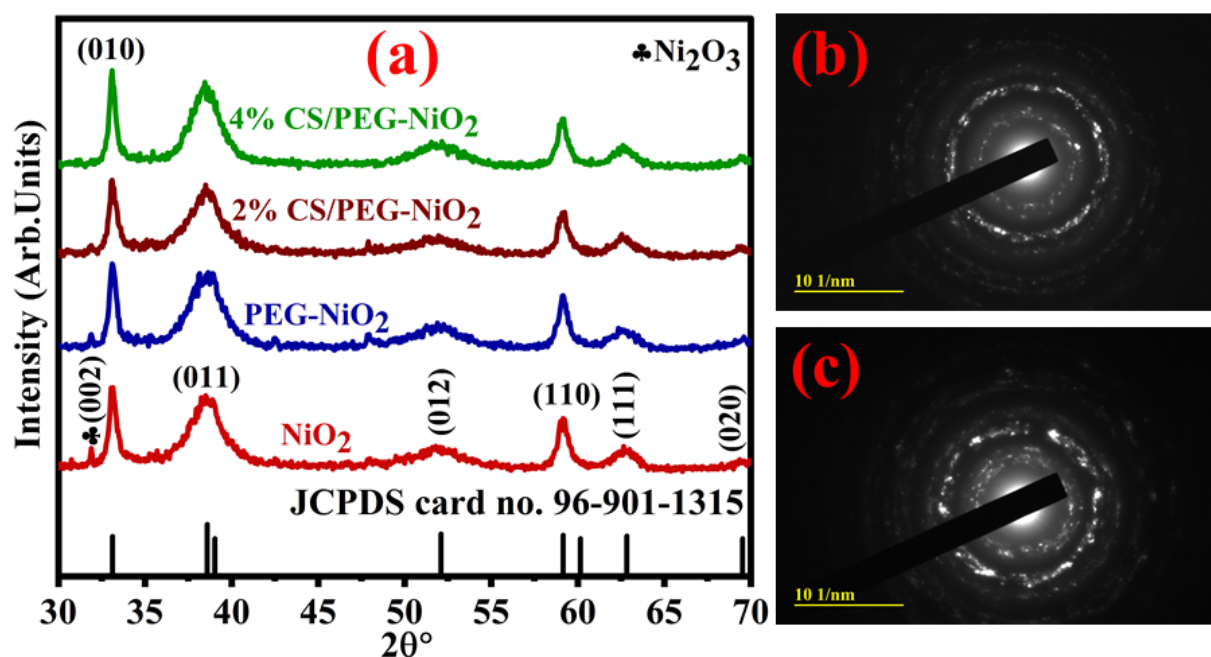 (a)
(010)
♣Ni₂O₃
4% CS/PEG-NiO₂
2% CS/PEG-NiO₂
PEG-NiO₂
♣(002)
(011)
(012)
(110)
(111)
(020)
NiO₂
JCPDS card no. 96-901-1315
30 35 40 45 50 55 60 65 70
2θ°
Intensity (Arb.Units)
(b)
10 1/nm
(c)
10 1/nm